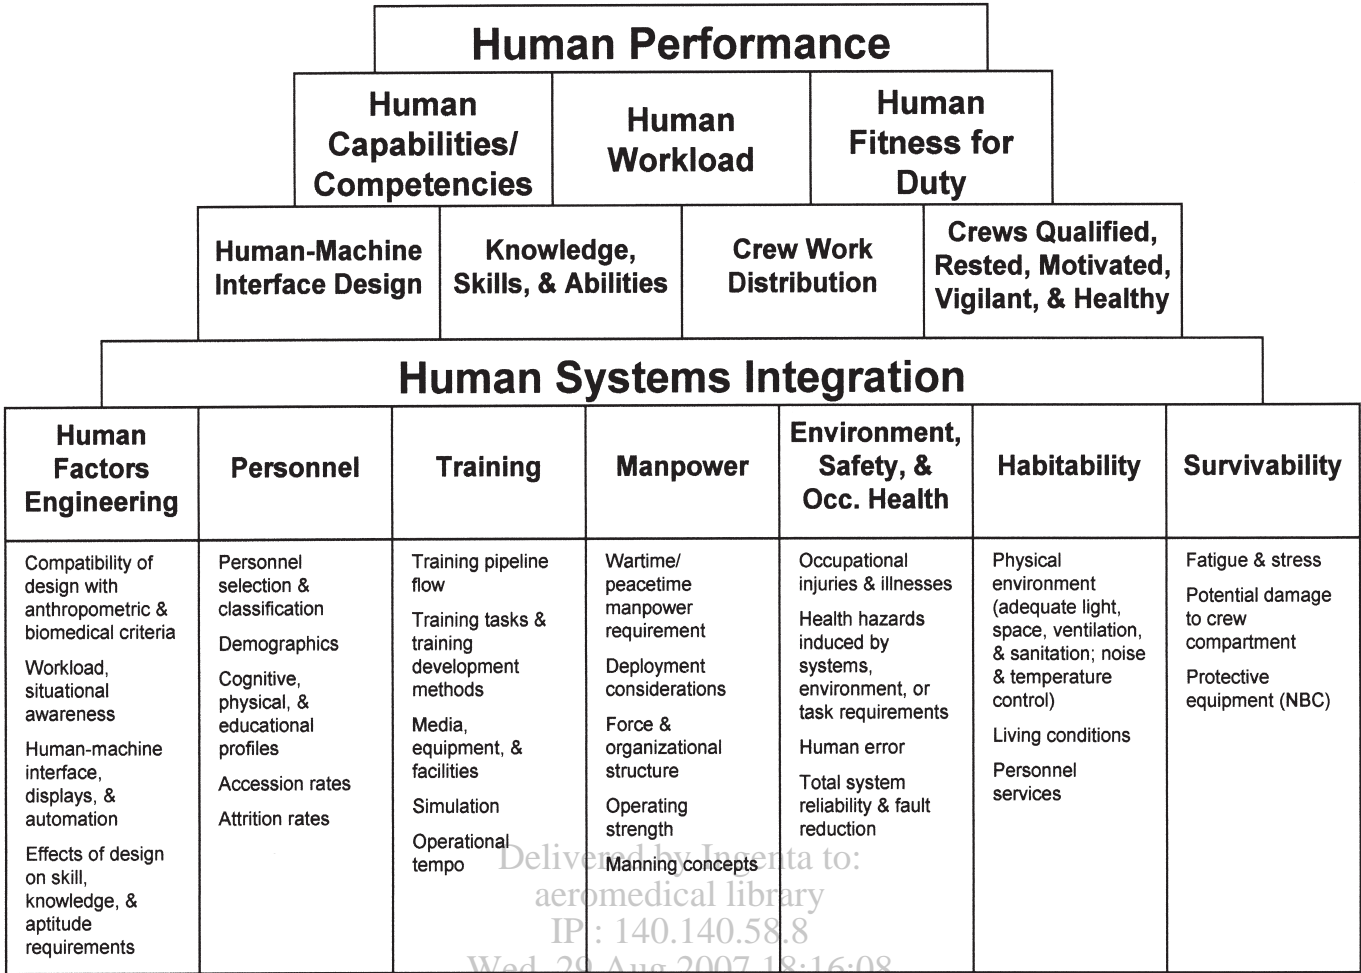 Human Performance
Human
Capabilities/
Competencies
Human
Workload
Human
Fitness for
Duty
Human-Machine
Interface Design
Knowledge,
Skills, & Abilities
Crew Work
Distribution
Crews Qualified,
Rested, Motivated,
Vigilant, & Healthy
Human Systems Integration
Human
Factors
Engineering
Personnel
Training
Manpower
Environment,
Safety, &
Occ. Health
Habitability
Survivability
Compatibility of
design with
anthropometric &
biomedical criteria
Workload,
situational
awareness
Human-machine
interface,
displays, &
automation
Effects of design
on skill,
knowledge, &
aptitude
requirements
Personnel
selection &
classification
Demographics
Cognitive,
physical, &
educational
profiles
Accession rates
Attrition rates
Training pipeline
flow
Training tasks &
training
development
methods
Media,
equipment, &
facilities
Simulation
Operational
tempo
Wartime/
peacetime
manpower
requirement
Deployment
considerations
Force &
organizational
structure
Operating
strength
Manning concepts
Occupational
injuries & illnesses
Health hazards
induced by
systems,
environment, or
task requirements
Human error
Total system
reliability & fault
reduction
Physical
environment
(adequate light,
space, ventilation,
& sanitation; noise
& temperature
control)
Living conditions
Personnel
services
Fatigue & stress
Potential damage
to crew
compartment
Protective
equipment (NBC)
Delivered by Ingenta to:
aeromedical library
IP : 140.140.58.8
Wed, 29 Aug 2007 18:16:08